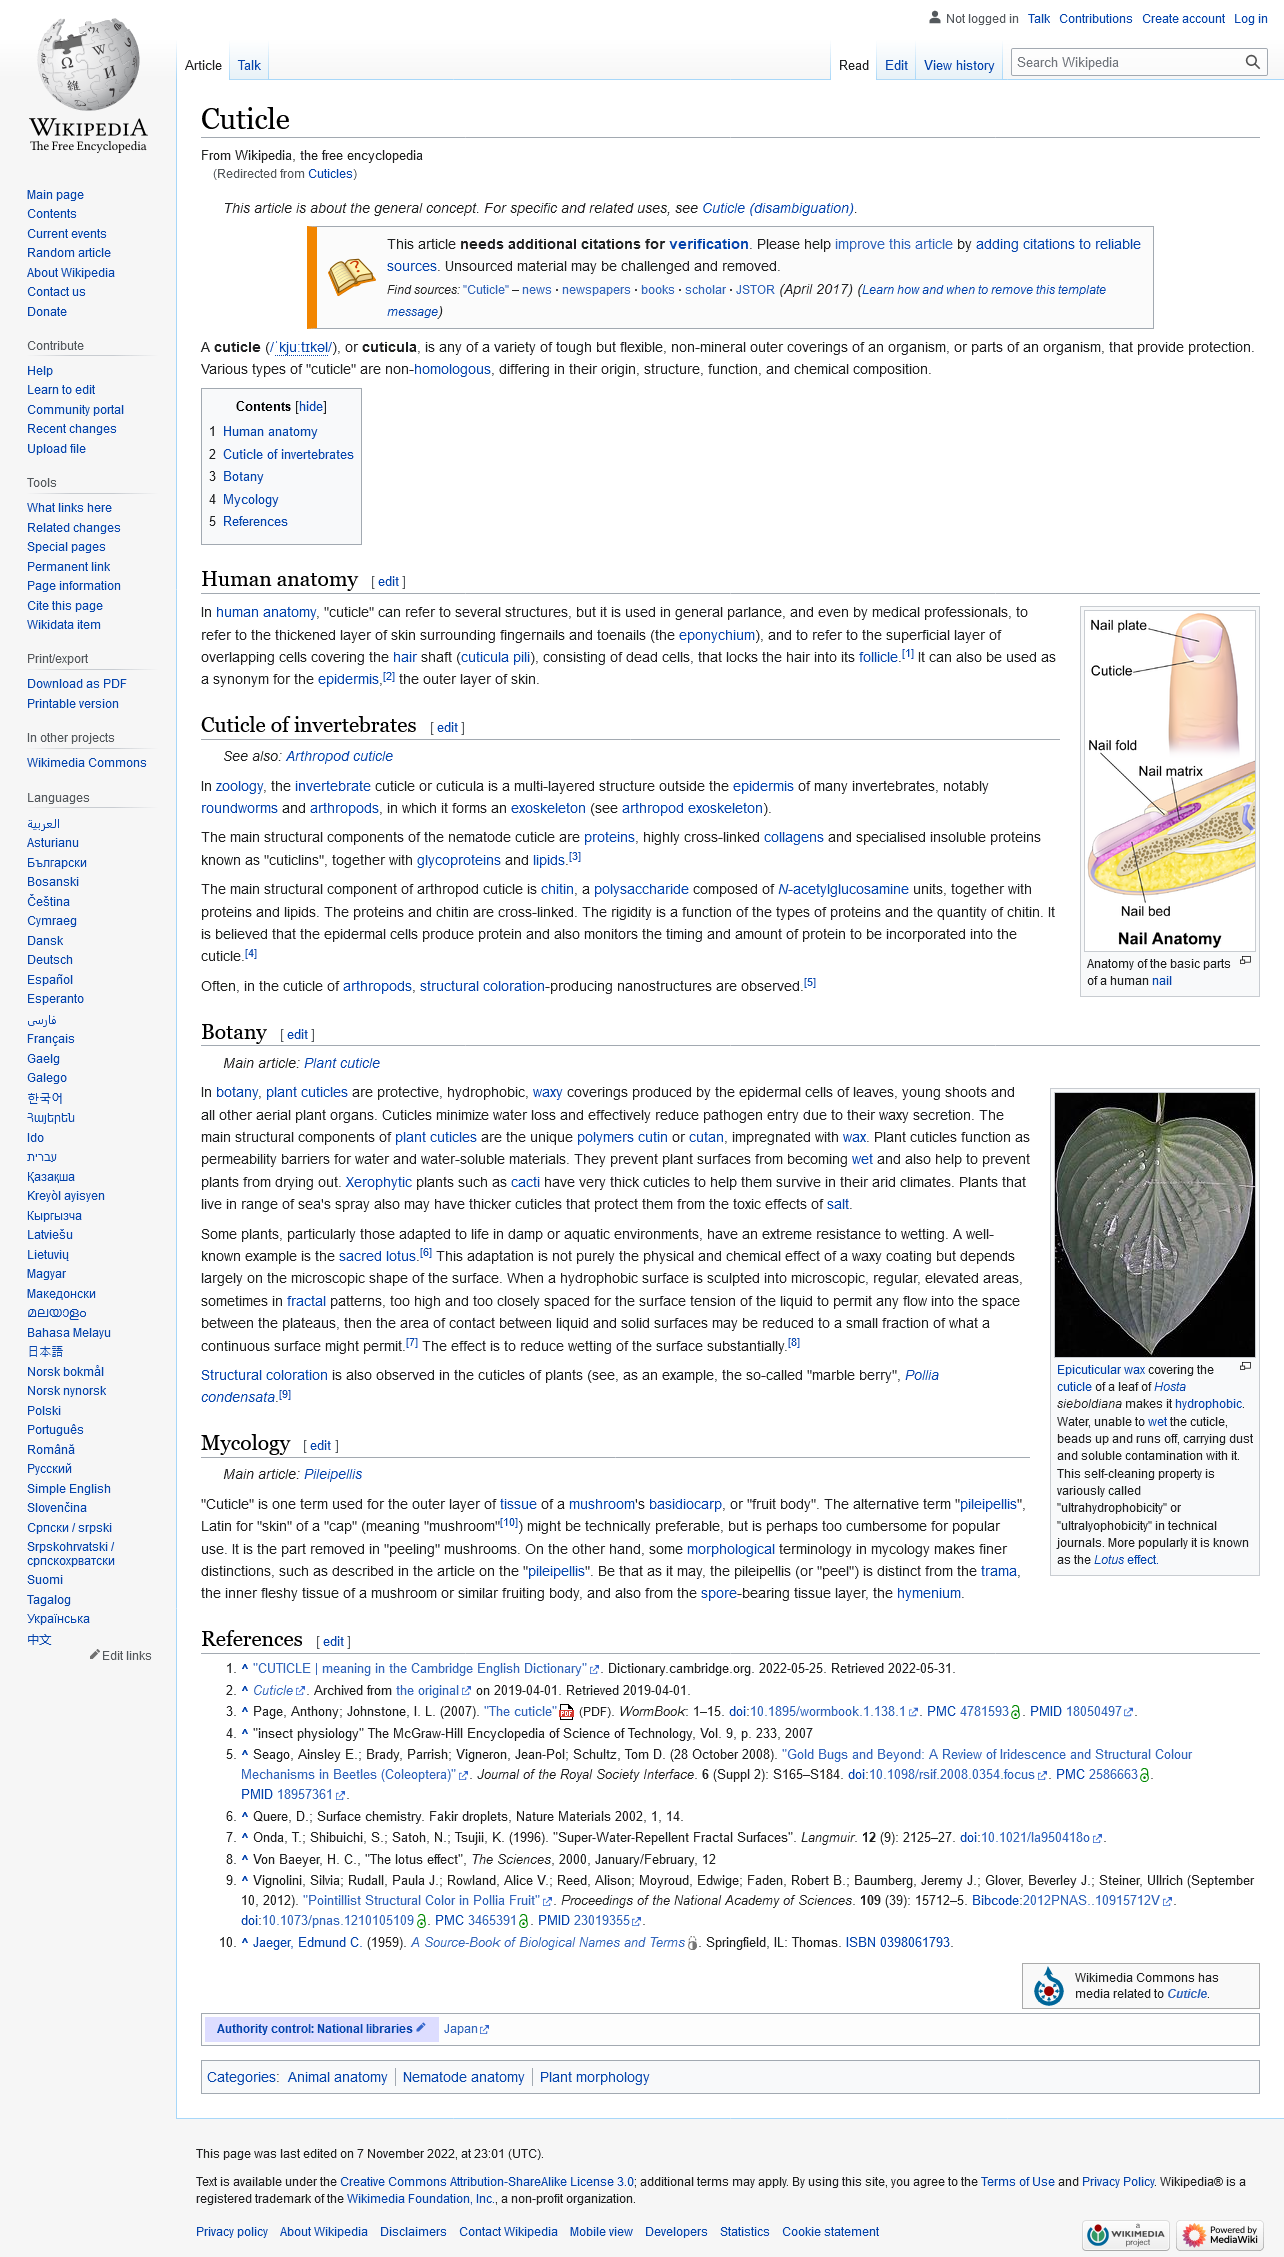 Not logged in Talk Contributions Create account Log in
Article Talk Read Edit View history Search Wikipedia
WIKIPEDIA
The Free Encyclopedia
Main page
Contents
Current events
Random article
About Wikipedia
Contact us
Donate
Contribute
Help
Learn to edit
Community portal
Recent changes
Upload file
Tools
What links here
Related changes
Special pages
Permanent link
Page information
Cite this page
Wikidata item
Print/export
Download as PDF
Printable version
In other projects
Wikimedia Commons
Languages
العربية
Asturianu
Български
Bosanski
Čeština
Cymraeg
Dansk
Deutsch
Español
Esperanto
فارسی
Français
Gaelg
Galego
한국어
Հայերեն
Ido
עברית
Қазақша
Kreyòl ayisyen
Кыргызча
Latviešu
Lietuvių
Magyar
Македонски
മലയാളം
Bahasa Melayu
日本語
Norsk bokmål
Norsk nynorsk
Polski
Português
Română
Русский
Simple English
Slovenčina
Српски / srpski
Srpskohrvatski /
српскохрватски
Suomi
Tagalog
Українська
中文
Edit links
Cuticle
From Wikipedia, the free encyclopedia
(Redirected from Cuticles)
This article is about the general concept. For specific and related uses, see Cuticle (disambiguation).
This article needs additional citations for verification. Please help improve this article by adding citations to reliable
sources. Unsourced material may be challenged and removed.
Find sources: "Cuticle" – news · newspapers · books · scholar · JSTOR (April 2017) (Learn how and when to remove this template
message)
A cuticle (/ˈkjuːtɪkəl/), or cuticula, is any of a variety of tough but flexible, non-mineral outer coverings of an organism, or parts of an organism, that provide protection.
Various types of "cuticle" are non-homologous, differing in their origin, structure, function, and chemical composition.
Contents [hide]
1 Human anatomy
2 Cuticle of invertebrates
3 Botany
4 Mycology
5 References
Human anatomy [ edit ]
In human anatomy, "cuticle" can refer to several structures, but it is used in general parlance, and even by medical professionals, to
refer to the thickened layer of skin surrounding fingernails and toenails (the eponychium), and to refer to the superficial layer of
overlapping cells covering the hair shaft (cuticula pili), consisting of dead cells, that locks the hair into its follicle.[1] It can also be used as
a synonym for the epidermis,[2] the outer layer of skin.
Nail plate
Cuticle
Nail fold
Nail matrix
Nail bed
Nail Anatomy
Anatomy of the basic parts
of a human nail
Cuticle of invertebrates [ edit ]
See also: Arthropod cuticle
In zoology, the invertebrate cuticle or cuticula is a multi-layered structure outside the epidermis of many invertebrates, notably
roundworms and arthropods, in which it forms an exoskeleton (see arthropod exoskeleton).
The main structural components of the nematode cuticle are proteins, highly cross-linked collagens and specialised insoluble proteins
known as "cuticlins", together with glycoproteins and lipids.[3]
The main structural component of arthropod cuticle is chitin, a polysaccharide composed of N-acetylglucosamine units, together with
proteins and lipids. The proteins and chitin are cross-linked. The rigidity is a function of the types of proteins and the quantity of chitin. It
is believed that the epidermal cells produce protein and also monitors the timing and amount of protein to be incorporated into the
cuticle.[4]
Often, in the cuticle of arthropods, structural coloration-producing nanostructures are observed.[5]
Botany [ edit ]
Main article: Plant cuticle
In botany, plant cuticles are protective, hydrophobic, waxy coverings produced by the epidermal cells of leaves, young shoots and
all other aerial plant organs. Cuticles minimize water loss and effectively reduce pathogen entry due to their waxy secretion. The
main structural components of plant cuticles are the unique polymers cutin or cutan, impregnated with wax. Plant cuticles function as
permeability barriers for water and water-soluble materials. They prevent plant surfaces from becoming wet and also help to prevent
plants from drying out. Xerophytic plants such as cacti have very thick cuticles to help them survive in their arid climates. Plants that
live in range of sea's spray also may have thicker cuticles that protect them from the toxic effects of salt.
Some plants, particularly those adapted to life in damp or aquatic environments, have an extreme resistance to wetting. A well-
known example is the sacred lotus.[6] This adaptation is not purely the physical and chemical effect of a waxy coating but depends
largely on the microscopic shape of the surface. When a hydrophobic surface is sculpted into microscopic, regular, elevated areas,
sometimes in fractal patterns, too high and too closely spaced for the surface tension of the liquid to permit any flow into the space
between the plateaus, then the area of contact between liquid and solid surfaces may be reduced to a small fraction of what a
continuous surface might permit.[7] The effect is to reduce wetting of the surface substantially.[8]
Structural coloration is also observed in the cuticles of plants (see, as an example, the so-called "marble berry", Pollia
condensata.[9]
Epicuticular wax covering the
cuticle of a leaf of Hosta
sieboldiana makes it hydrophobic.
Water, unable to wet the cuticle,
beads up and runs off, carrying dust
and soluble contamination with it.
This self-cleaning property is
variously called
"ultrahydrophobicity" or
"ultralyophobicity" in technical
journals. More popularly it is known
as the Lotus effect.
Mycology [ edit ]
Main article: Pileipellis
"Cuticle" is one term used for the outer layer of tissue of a mushroom's basidiocarp, or "fruit body". The alternative term "pileipellis",
Latin for "skin" of a "cap" (meaning "mushroom"[10]) might be technically preferable, but is perhaps too cumbersome for popular
use. It is the part removed in "peeling" mushrooms. On the other hand, some morphological terminology in mycology makes finer
distinctions, such as described in the article on the "pileipellis". Be that as it may, the pileipellis (or "peel") is distinct from the trama,
the inner fleshy tissue of a mushroom or similar fruiting body, and also from the spore-bearing tissue layer, the hymenium.
References [ edit ]
1. ^ "CUTICLE | meaning in the Cambridge English Dictionary". Dictionary.cambridge.org. 2022-05-25. Retrieved 2022-05-31.
2. ^ Cuticle. Archived from the original on 2019-04-01. Retrieved 2019-04-01.
3. ^ Page, Anthony; Johnstone, I. L. (2007). "The cuticle" (PDF). WormBook: 1–15. doi:10.1895/wormbook.1.138.1. PMC 4781593. PMID 18050497.
4. ^ "insect physiology" The McGraw-Hill Encyclopedia of Science of Technology, Vol. 9, p. 233, 2007
5. ^ Seago, Ainsley E.; Brady, Parrish; Vigneron, Jean-Pol; Schultz, Tom D. (28 October 2008). "Gold Bugs and Beyond: A Review of Iridescence and Structural Colour
Mechanisms in Beetles (Coleoptera)". Journal of the Royal Society Interface. 6 (Suppl 2): S165–S184. doi:10.1098/rsif.2008.0354.focus. PMC 2586663.
PMID 18957361.
6. ^ Quere, D.; Surface chemistry. Fakir droplets, Nature Materials 2002, 1, 14.
7. ^ Onda, T.; Shibuichi, S.; Satoh, N.; Tsujii, K. (1996). "Super-Water-Repellent Fractal Surfaces". Langmuir. 12 (9): 2125–27. doi:10.1021/la950418o.
8. ^ Von Baeyer, H. C., "The lotus effect", The Sciences, 2000, January/February, 12
9. ^ Vignolini, Silvia; Rudall, Paula J.; Rowland, Alice V.; Reed, Alison; Moyroud, Edwige; Faden, Robert B.; Baumberg, Jeremy J.; Glover, Beverley J.; Steiner, Ullrich (September
10, 2012). "Pointillist Structural Color in Pollia Fruit". Proceedings of the National Academy of Sciences. 109 (39): 15712–5. Bibcode:2012PNAS..10915712V.
doi:10.1073/pnas.1210105109. PMC 3465391. PMID 23019355.
10. ^ Jaeger, Edmund C. (1959). A Source-Book of Biological Names and Terms. Springfield, IL: Thomas. ISBN 0398061793.
Wikimedia Commons has
media related to Cuticle.
Authority control: National libraries Japan
Categories: Animal anatomy Nematode anatomy Plant morphology
This page was last edited on 7 November 2022, at 23:01 (UTC).
Text is available under the Creative Commons Attribution-ShareAlike License 3.0; additional terms may apply. By using this site, you agree to the Terms of Use and Privacy Policy. Wikipedia® is a
registered trademark of the Wikimedia Foundation, Inc., a non-profit organization.
Privacy policy About Wikipedia Disclaimers Contact Wikipedia Mobile view Developers Statistics Cookie statement
A WIKIMEDIA project
Powered by MediaWiki